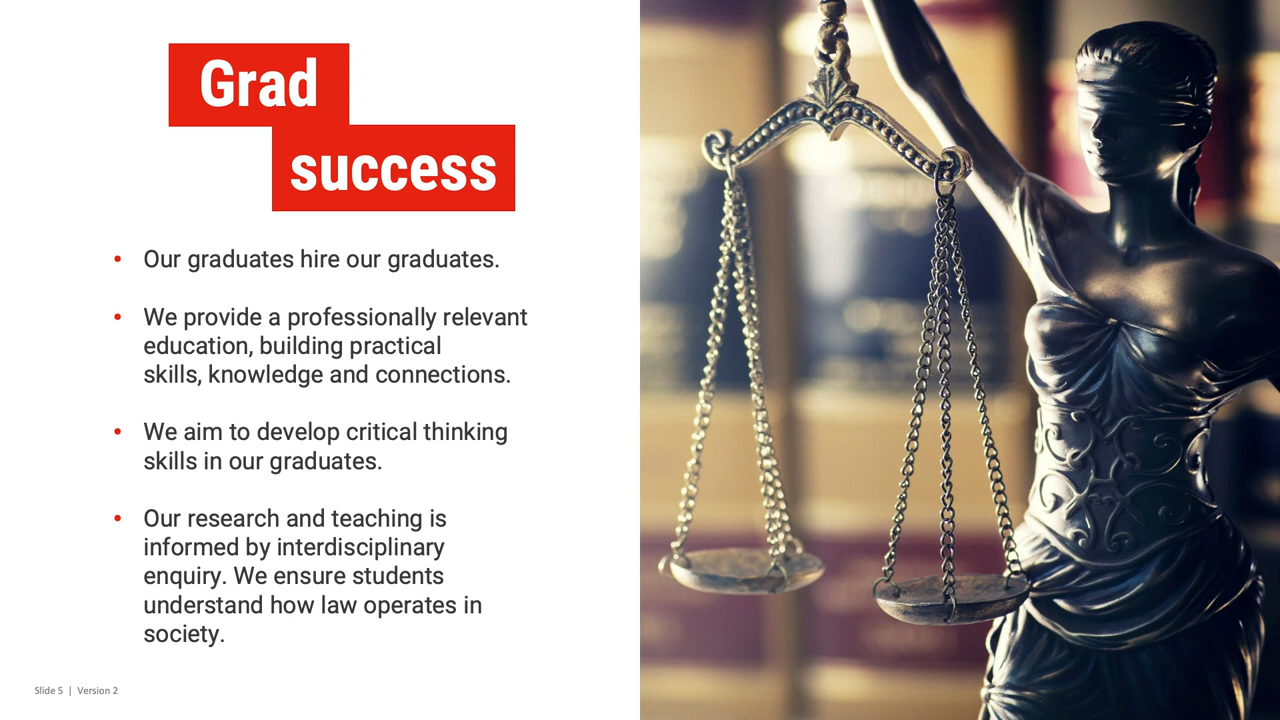 Grad
success
• Our graduates hire our graduates.
• We provide a professionally relevant
education, building practical
skills, knowledge and connections.
• We aim to develop critical thinking
skills in our graduates.
• Our research and teaching is
informed by interdisciplinary
enquiry. We ensure students
understand how law operates in
society.
Slide 5 | Version 2